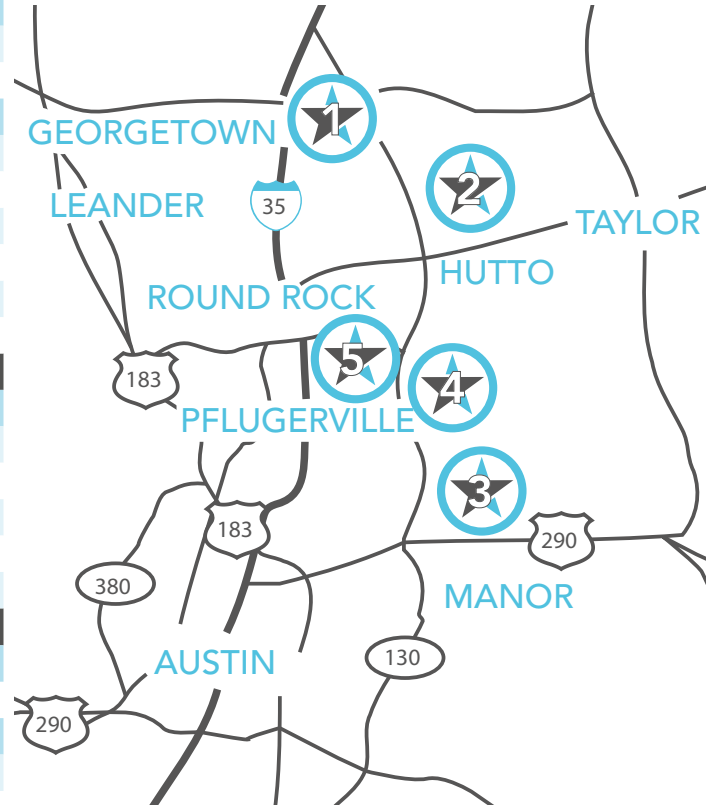 1
GEORGETOWN
2
LEANDER
35
TAYLOR
HUTTO
ROUND ROCK
5
183
4
PFLUGERVILLE
3
183
290
380
MANOR
130
AUSTIN
290